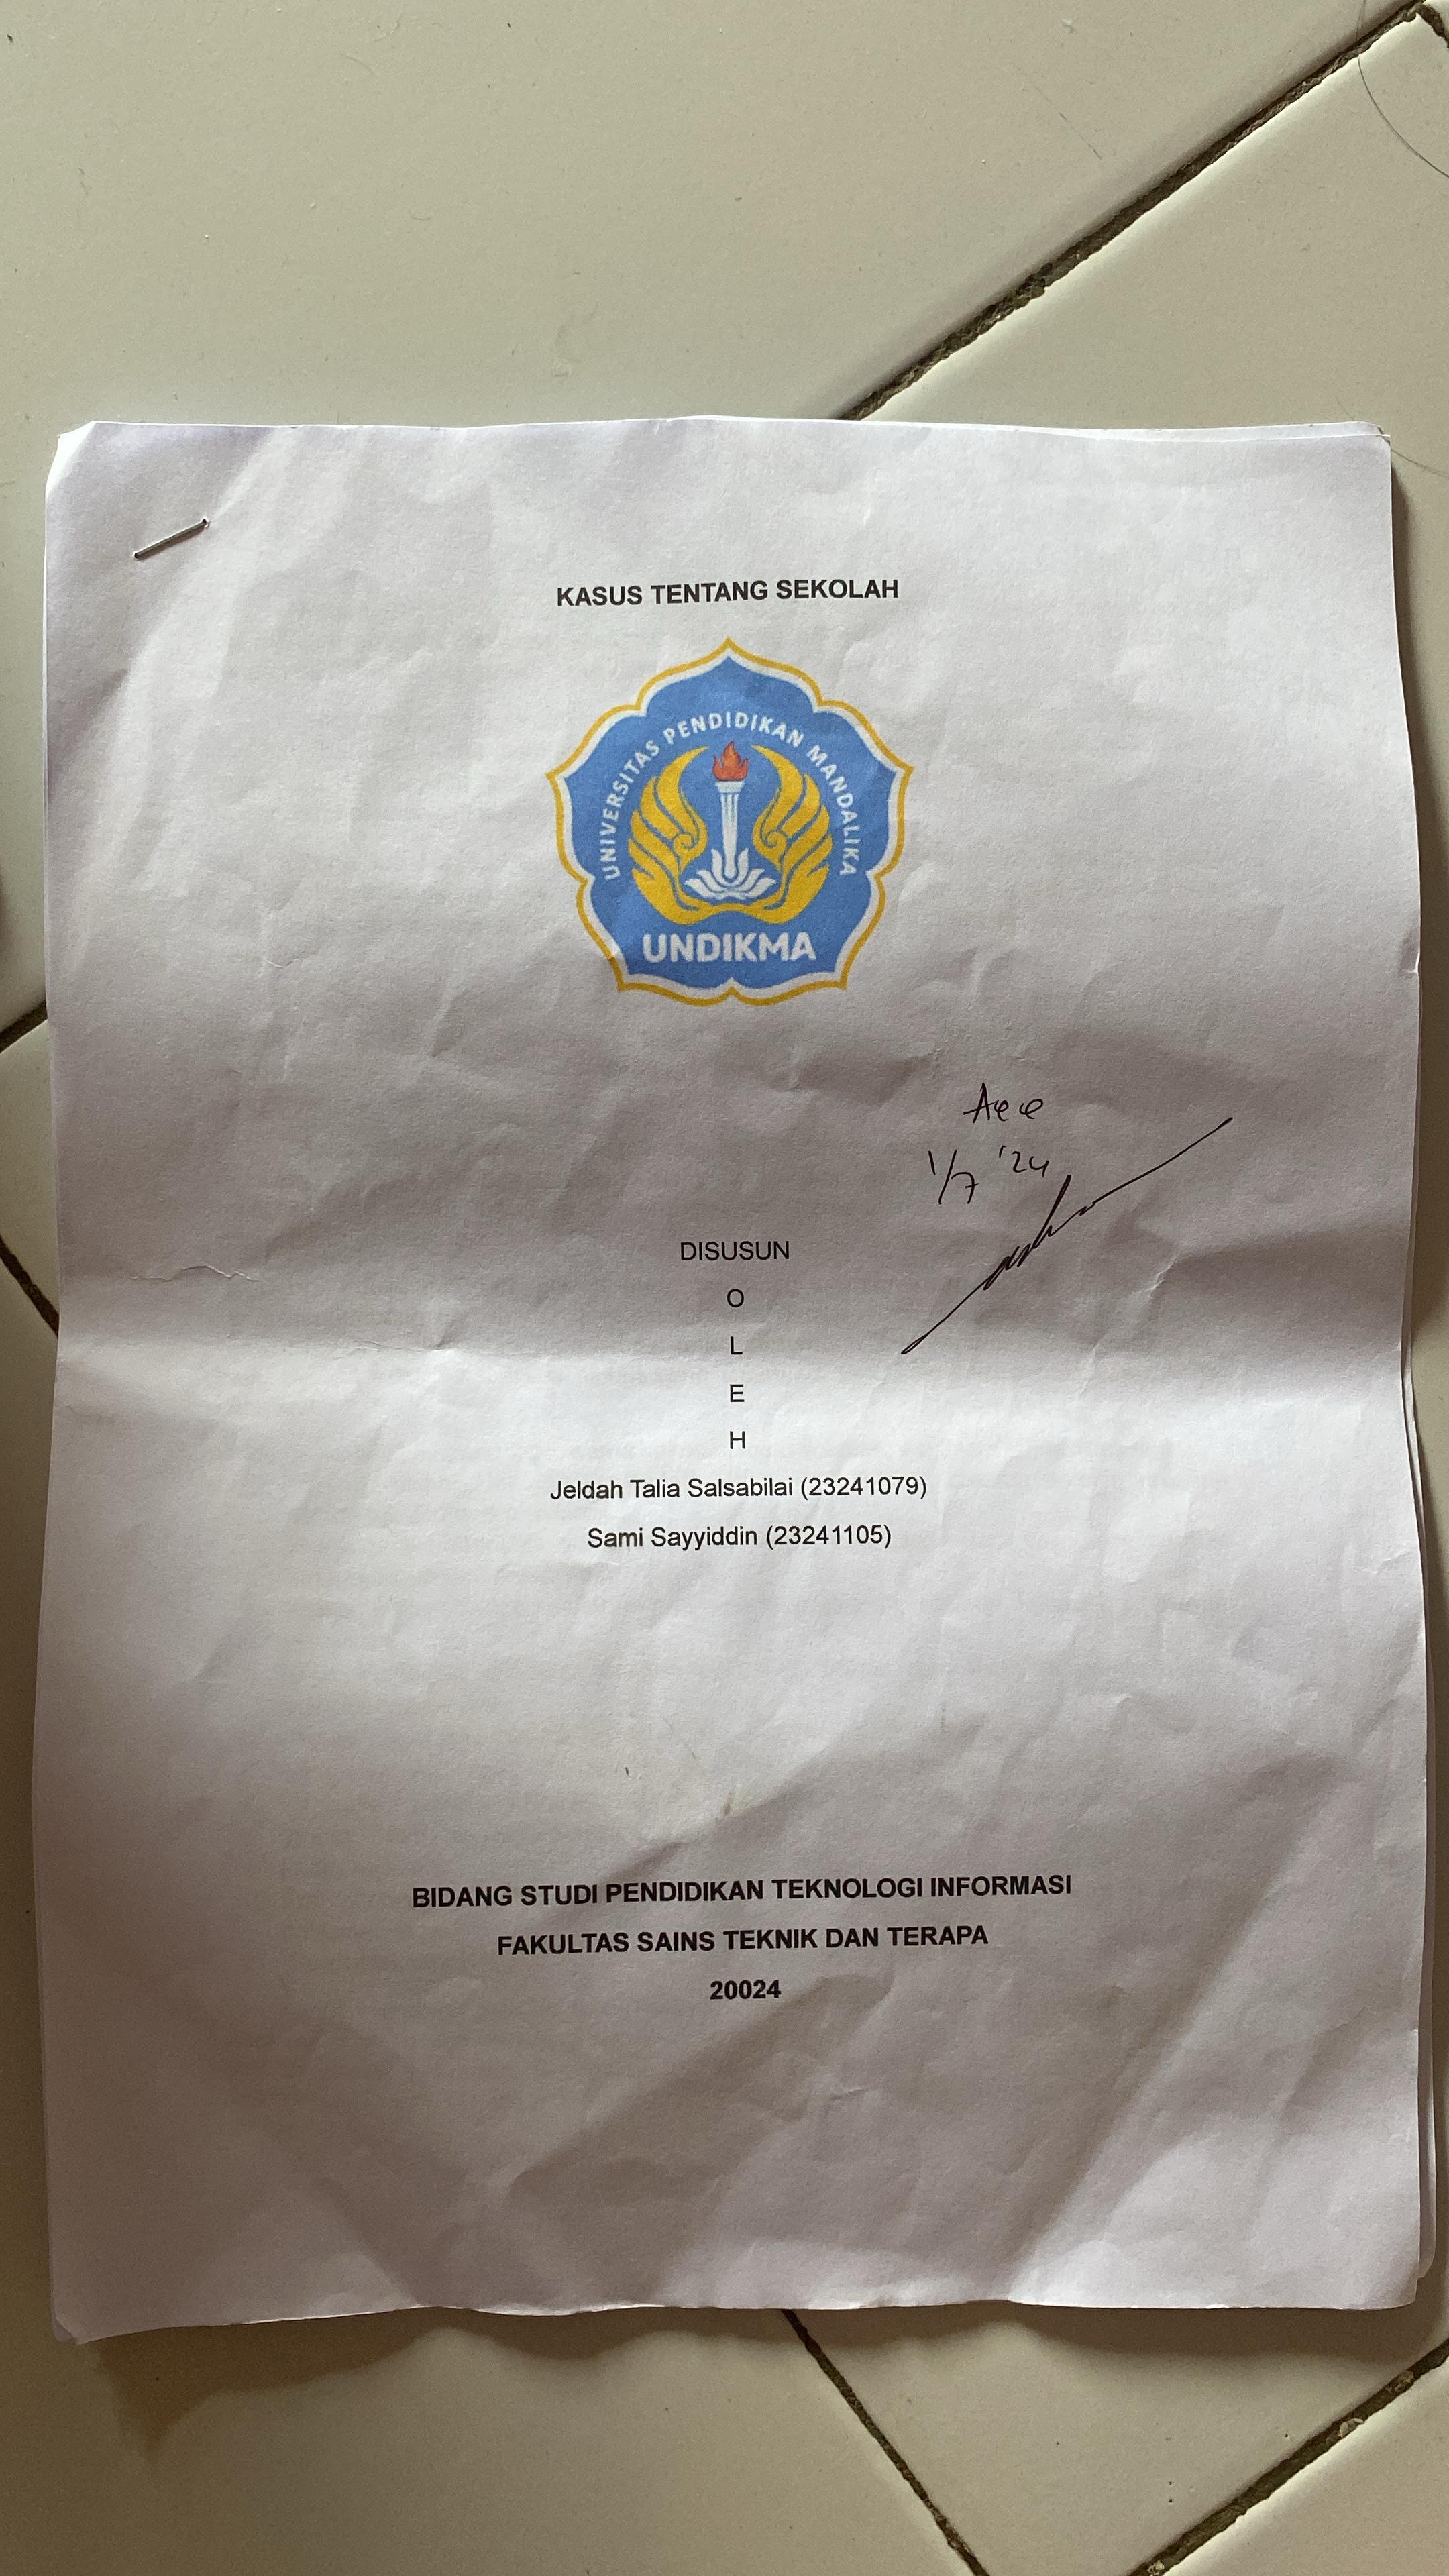 KASUS TENTANG SEKOLAH
UNIVERSITAS PENDIDIKAN MANDALIKA
UNDIKMA
Acc
1/7 '24
DISUSUN
O
L
E
H
Jeldah Talia Salsabilai (23241079)
Sami Sayyiddin (23241105)
BIDANG STUDI PENDIDIKAN TEKNOLOGI INFORMASI
FAKULTAS SAINS TEKNIK DAN TERAPA
20024